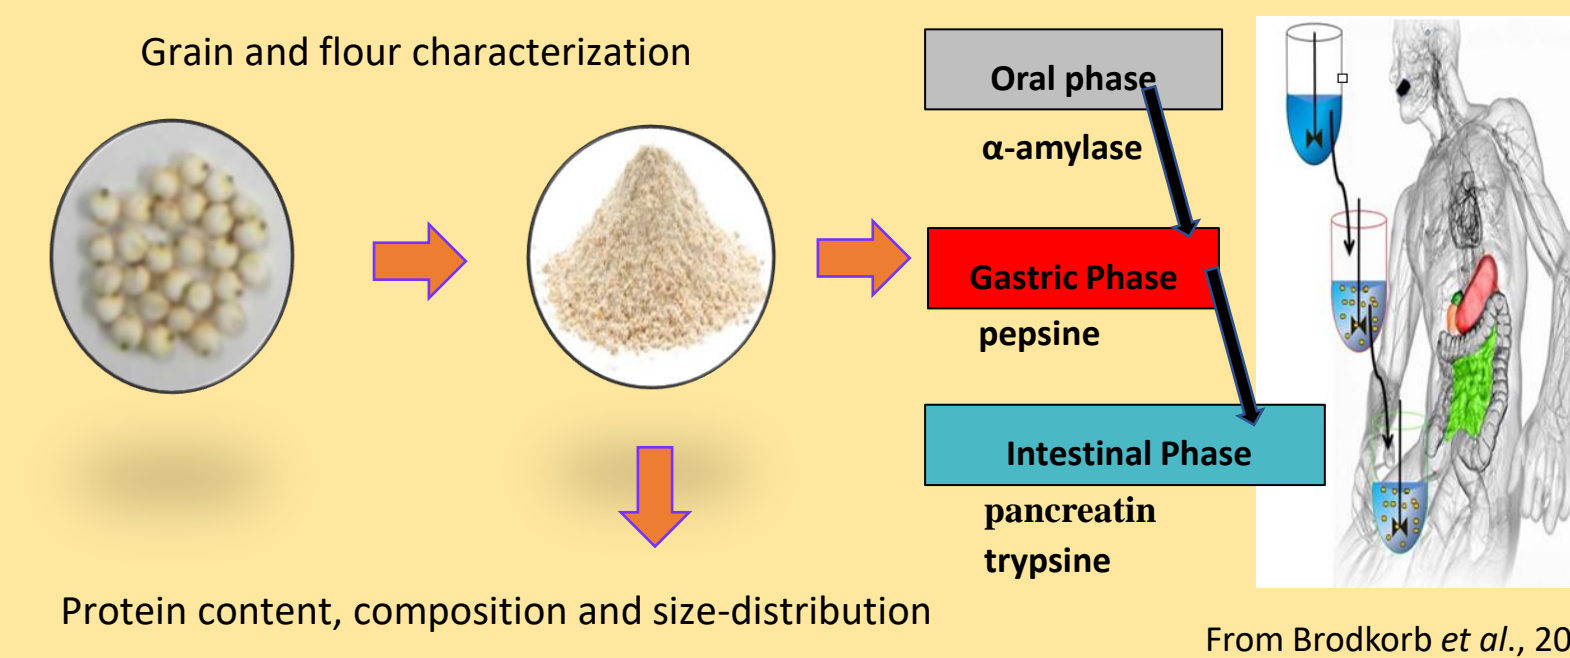 Grain and flour characterization
Oral phase
α-amylase
Gastric Phase
pepsine
Intestinal Phase
pancreatin
trypsine
Protein content, composition and size-distribution
From Brodkorb et al., 20